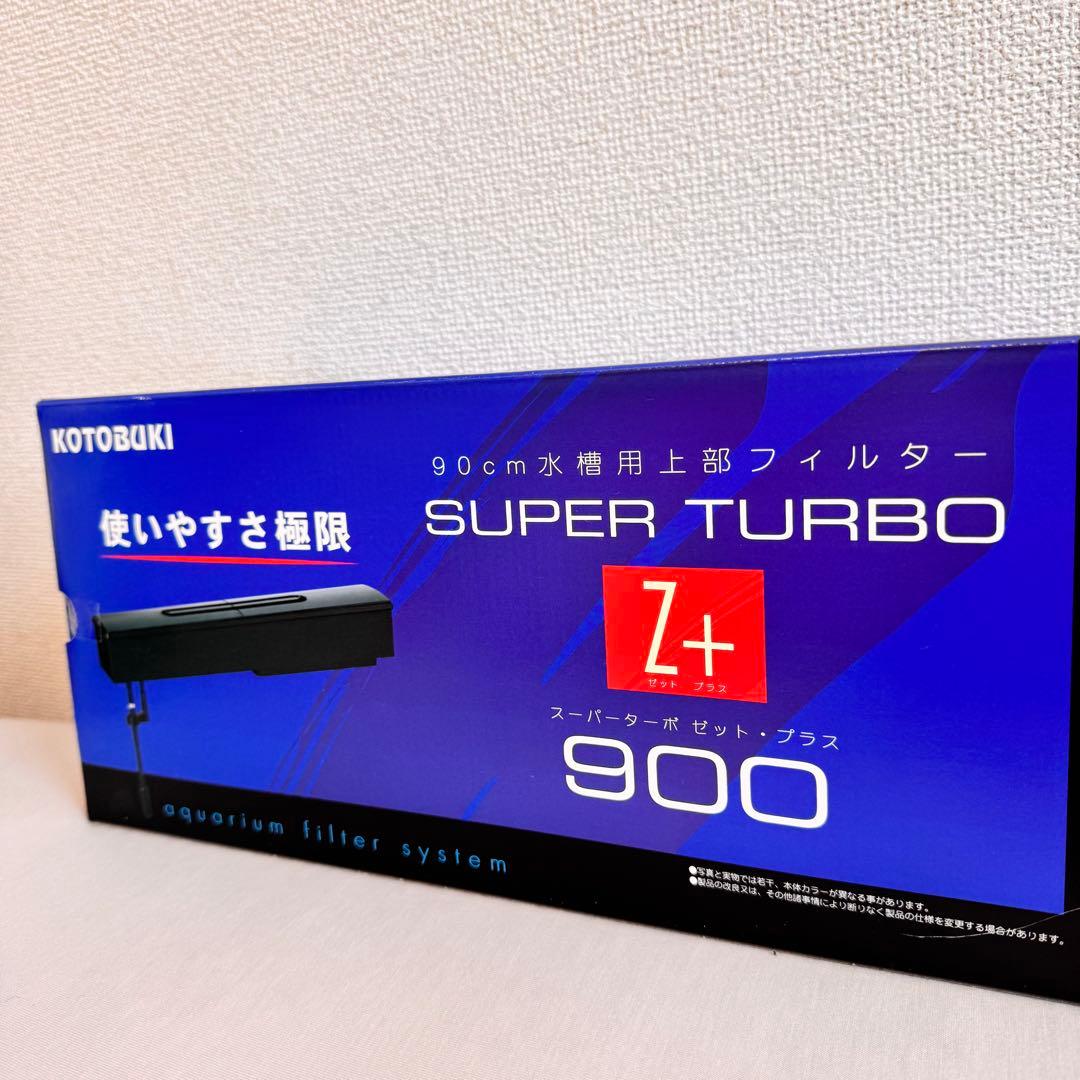 KOTOBUKI
90cm水槽用上部フィルター
使いやすさ極限
SUPER TURBO
Z+
ゼット プラス
スーパーターボ ゼット・プラス
900
aquarium filter system
●写真と実物では若干、本体カラーが異なる事があります。
●製品の改良又は、その他諸事情により断りなく製品の仕様を変更する場合があります。